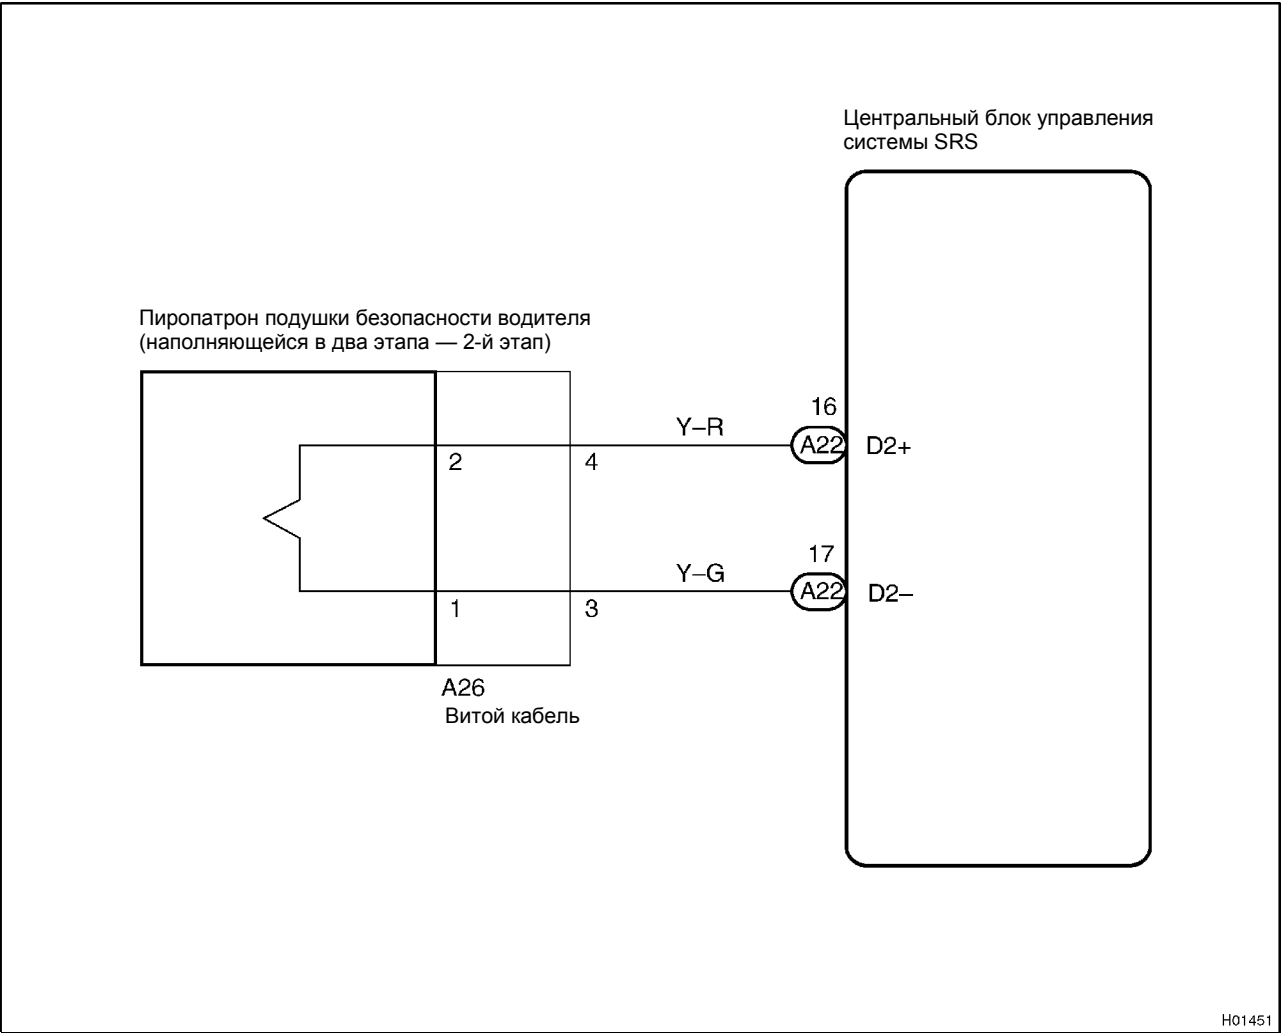 Центральный блок управления
системы SRS
Пиропатрон подушки безопасности водителя
(наполняющейся в два этапа — 2-й этап)
16
Y–R
A22
D2+
2
4
17
Y–G
A22
D2–
1
3
A26
Витой кабель
H01451